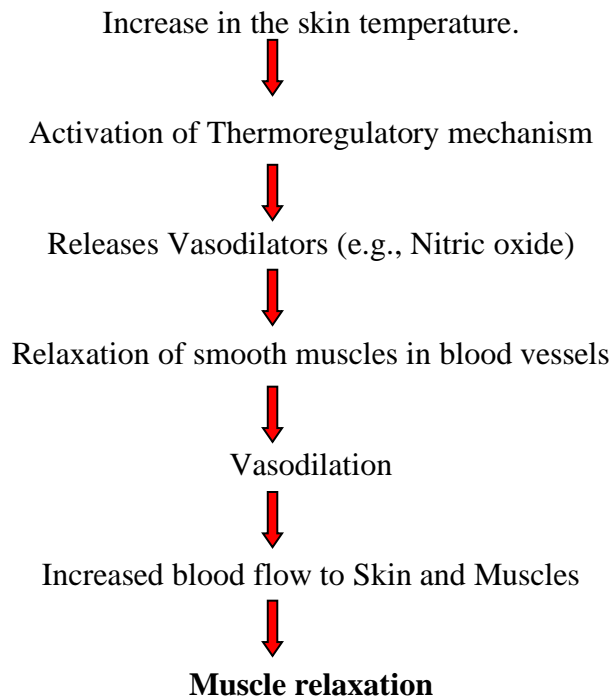 Increase in the skin temperature.
Activation of Thermoregulatory mechanism
Releases Vasodilators (e.g., Nitric oxide)
Relaxation of smooth muscles in blood vessels
Vasodilation
Increased blood flow to Skin and Muscles
Muscle relaxation